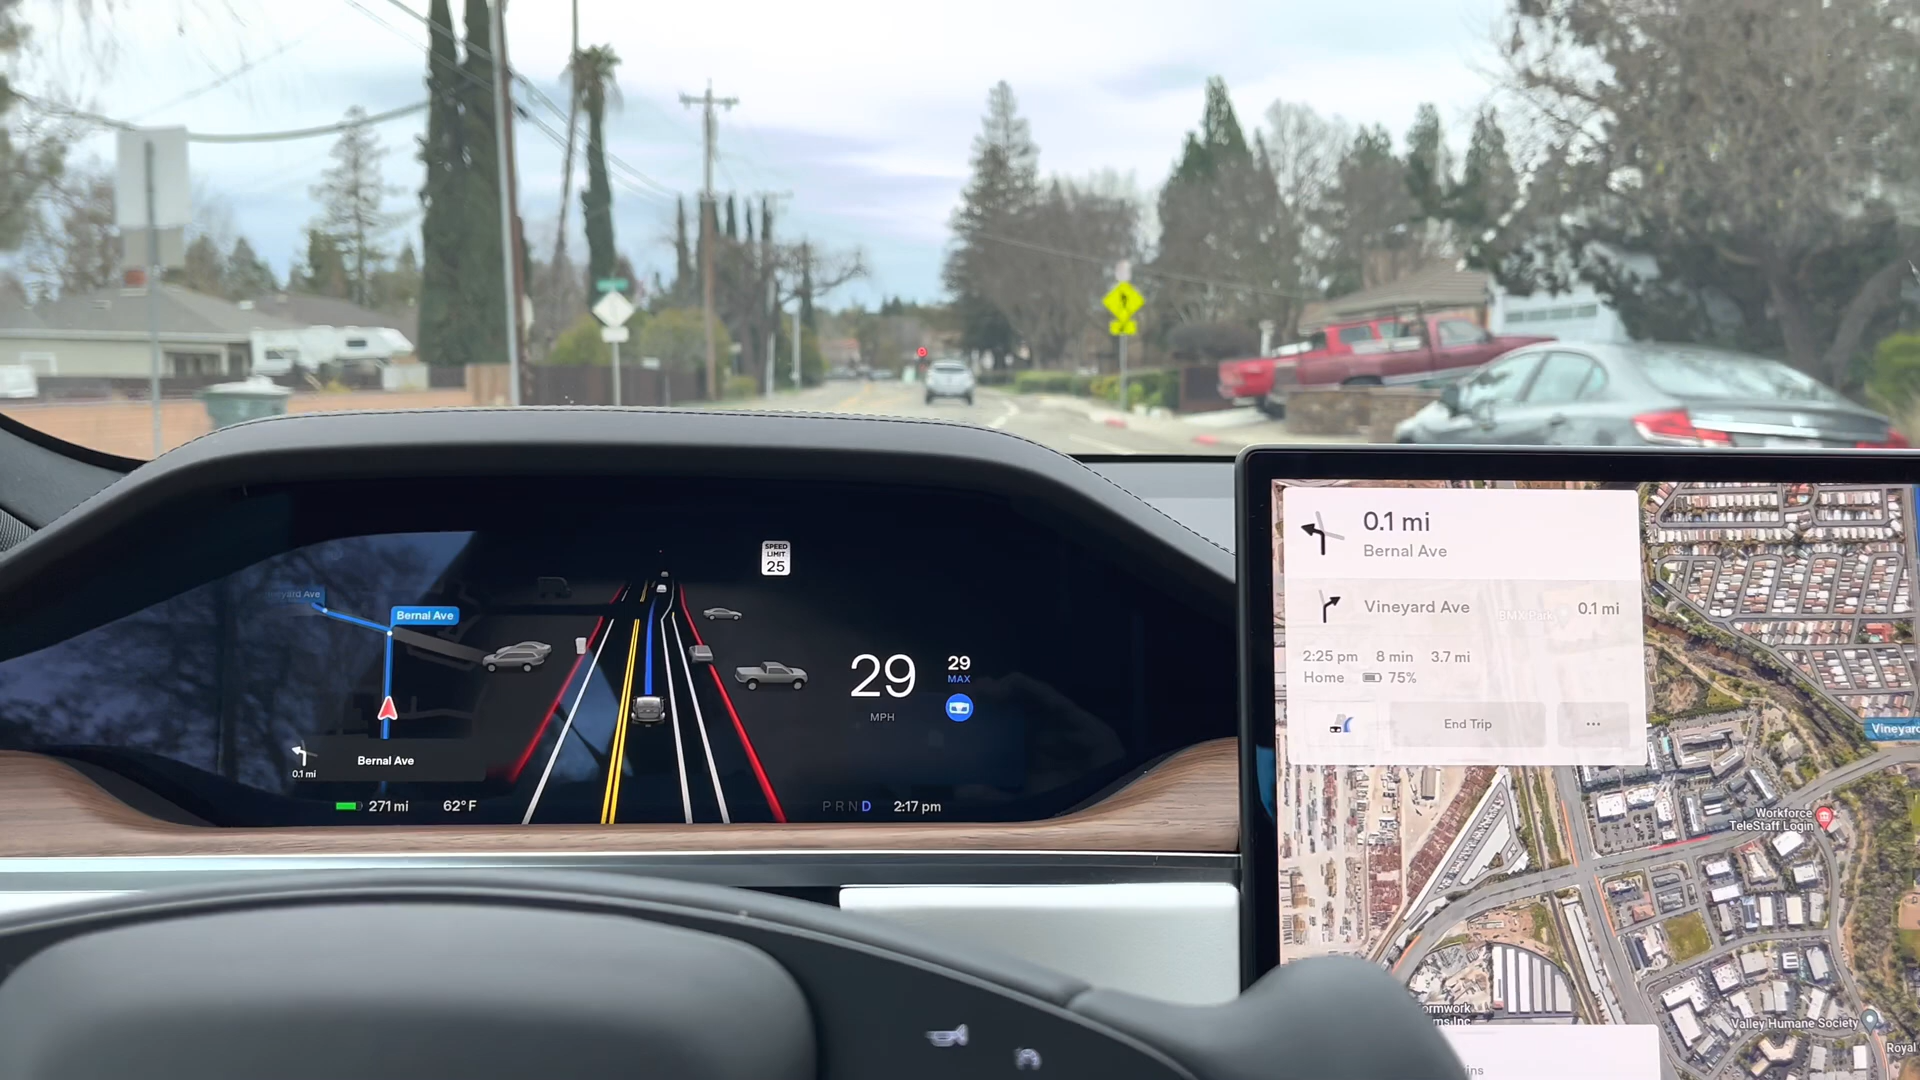 SPEED
LIMIT
25
Bernal Ave
29
MPH
29
MAX
0.1 mi
Bernal Ave
271 mi
62°F
P R N D
2:17 pm
0.1 mi
Bernal Ave
Vineyard Ave
0.1 mi
BMX Park
2:25 pm 8 min 3.7 mi
Home 75%
End Trip
...
Vineyard
Workforce
TeleStaff Login
Valley Humane Society
Royal